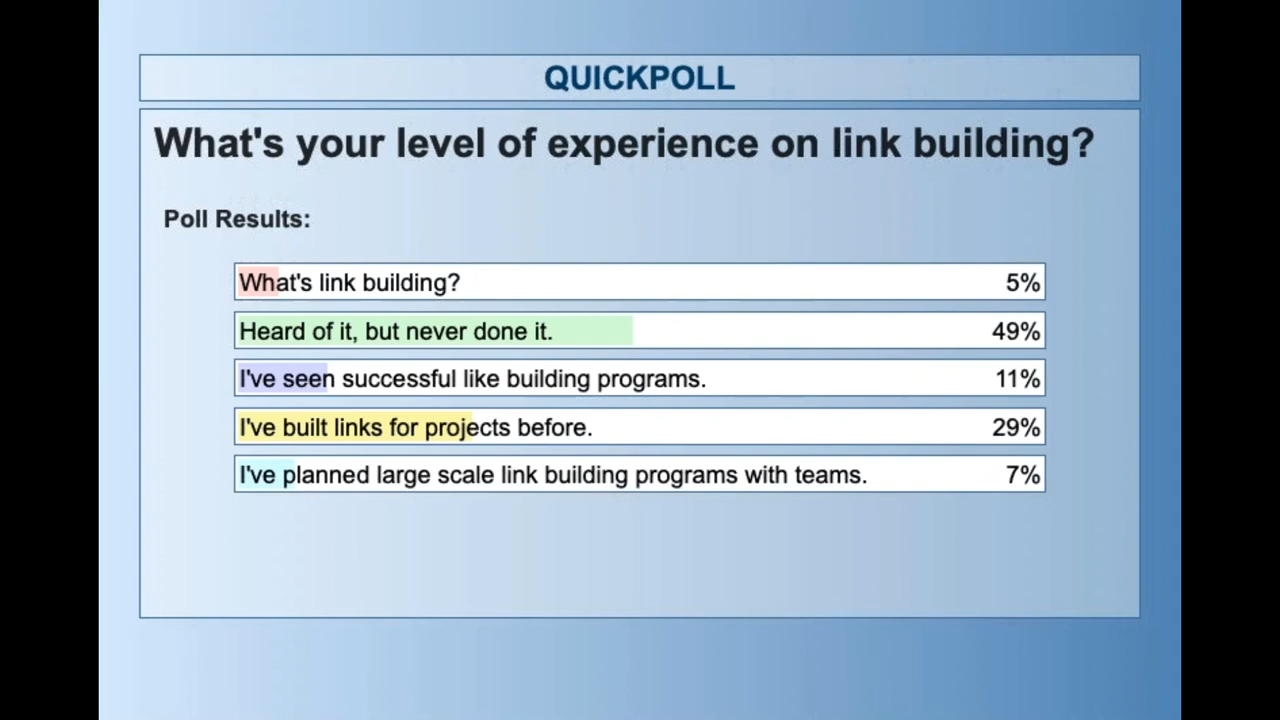 QUICKPOLL
What's your level of experience on link building?
Poll Results:
What's link building? 5%
Heard of it, but never done it. 49%
I've seen successful like building programs. 11%
I've built links for projects before. 29%
I've planned large scale link building programs with teams. 7%